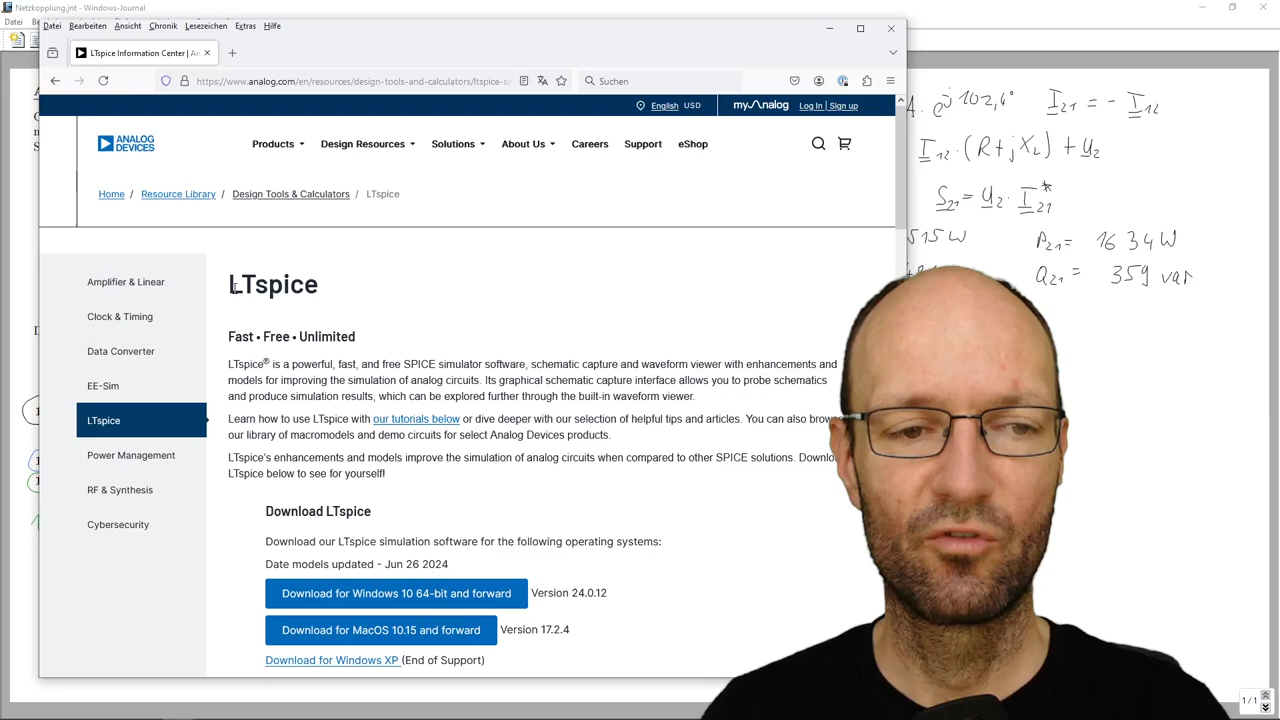 Netzkopplung.jnt - Windows-Journal
Datei
Datei Bearbeiten Ansicht Chronik Lesezeichen Extras Hilfe
LTspice Information Center | An
https://www.analog.com/en/resources/design-tools-and-calculators/ltspice-si
Suchen
English USD
myAnalog
Log In | Sign up
ANALOG
DEVICES
Products Design Resources Solutions About Us Careers Support eShop
Home / Resource Library / Design Tools & Calculators / LTspice
Amplifier & Linear
Clock & Timing
Data Converter
EE-Sim
LTspice
Power Management
RF & Synthesis
Cybersecurity
LTspice
Fast • Free • Unlimited
LTspice® is a powerful, fast, and free SPICE simulator software, schematic capture and waveform viewer with enhancements and
models for improving the simulation of analog circuits. Its graphical schematic capture interface allows you to probe schematics
and produce simulation results, which can be explored further through the built-in waveform viewer.
Learn how to use LTspice with our tutorials below or dive deeper with our selection of helpful tips and articles. You can also brow
our library of macromodels and demo circuits for select Analog Devices products.
LTspice's enhancements and models improve the simulation of analog circuits when compared to other SPICE solutions. Downlo
LTspice below to see for yourself!
Download LTspice
Download our LTspice simulation software for the following operating systems:
Date models updated - Jun 26 2024
Download for Windows 10 64-bit and forward Version 24.0.12
Download for MacOS 10.15 and forward Version 17.2.4
Download for Windows XP (End of Support)
A · e^j102,4° I21 = - I12
I12 · (R+jX2) + U2
S21 = U2 · I21*
515 W P21 = 1634 W
Q21 = 359 var
1/1